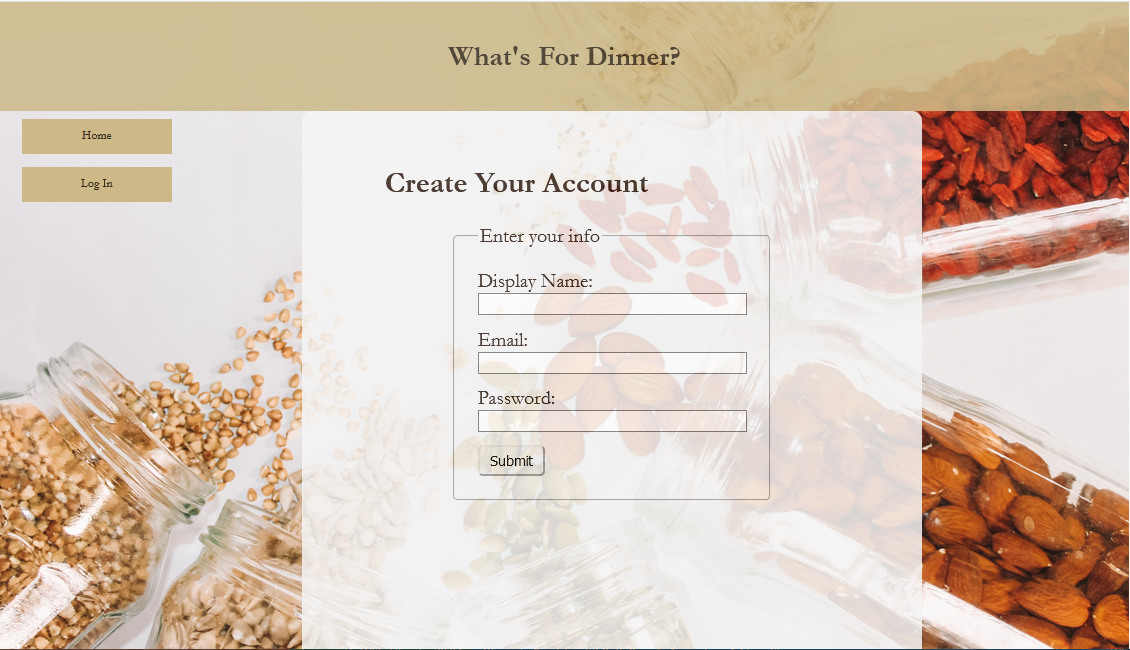 What's For Dinner?
Home
Log In
Create Your Account
Enter your info
Display Name:
Email:
Password:
Submit